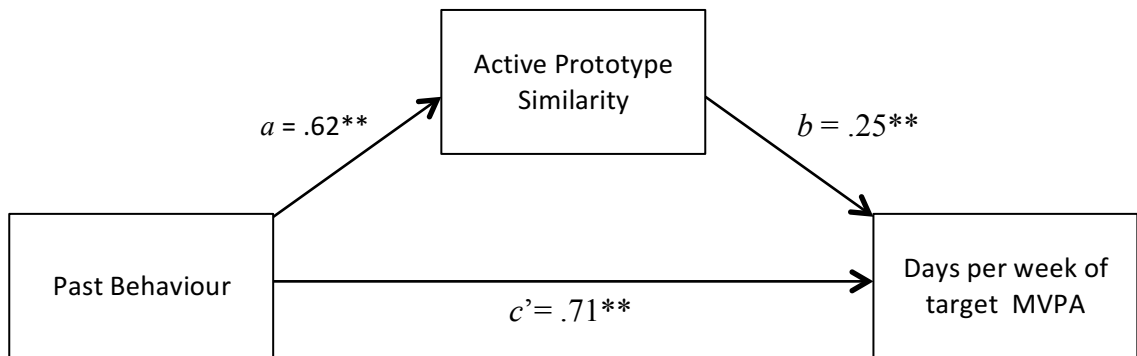 Active Prototype
Similarity
a = .62**
b = .25**
Past Behaviour
c’= .71**
Days per week of
target MVPA